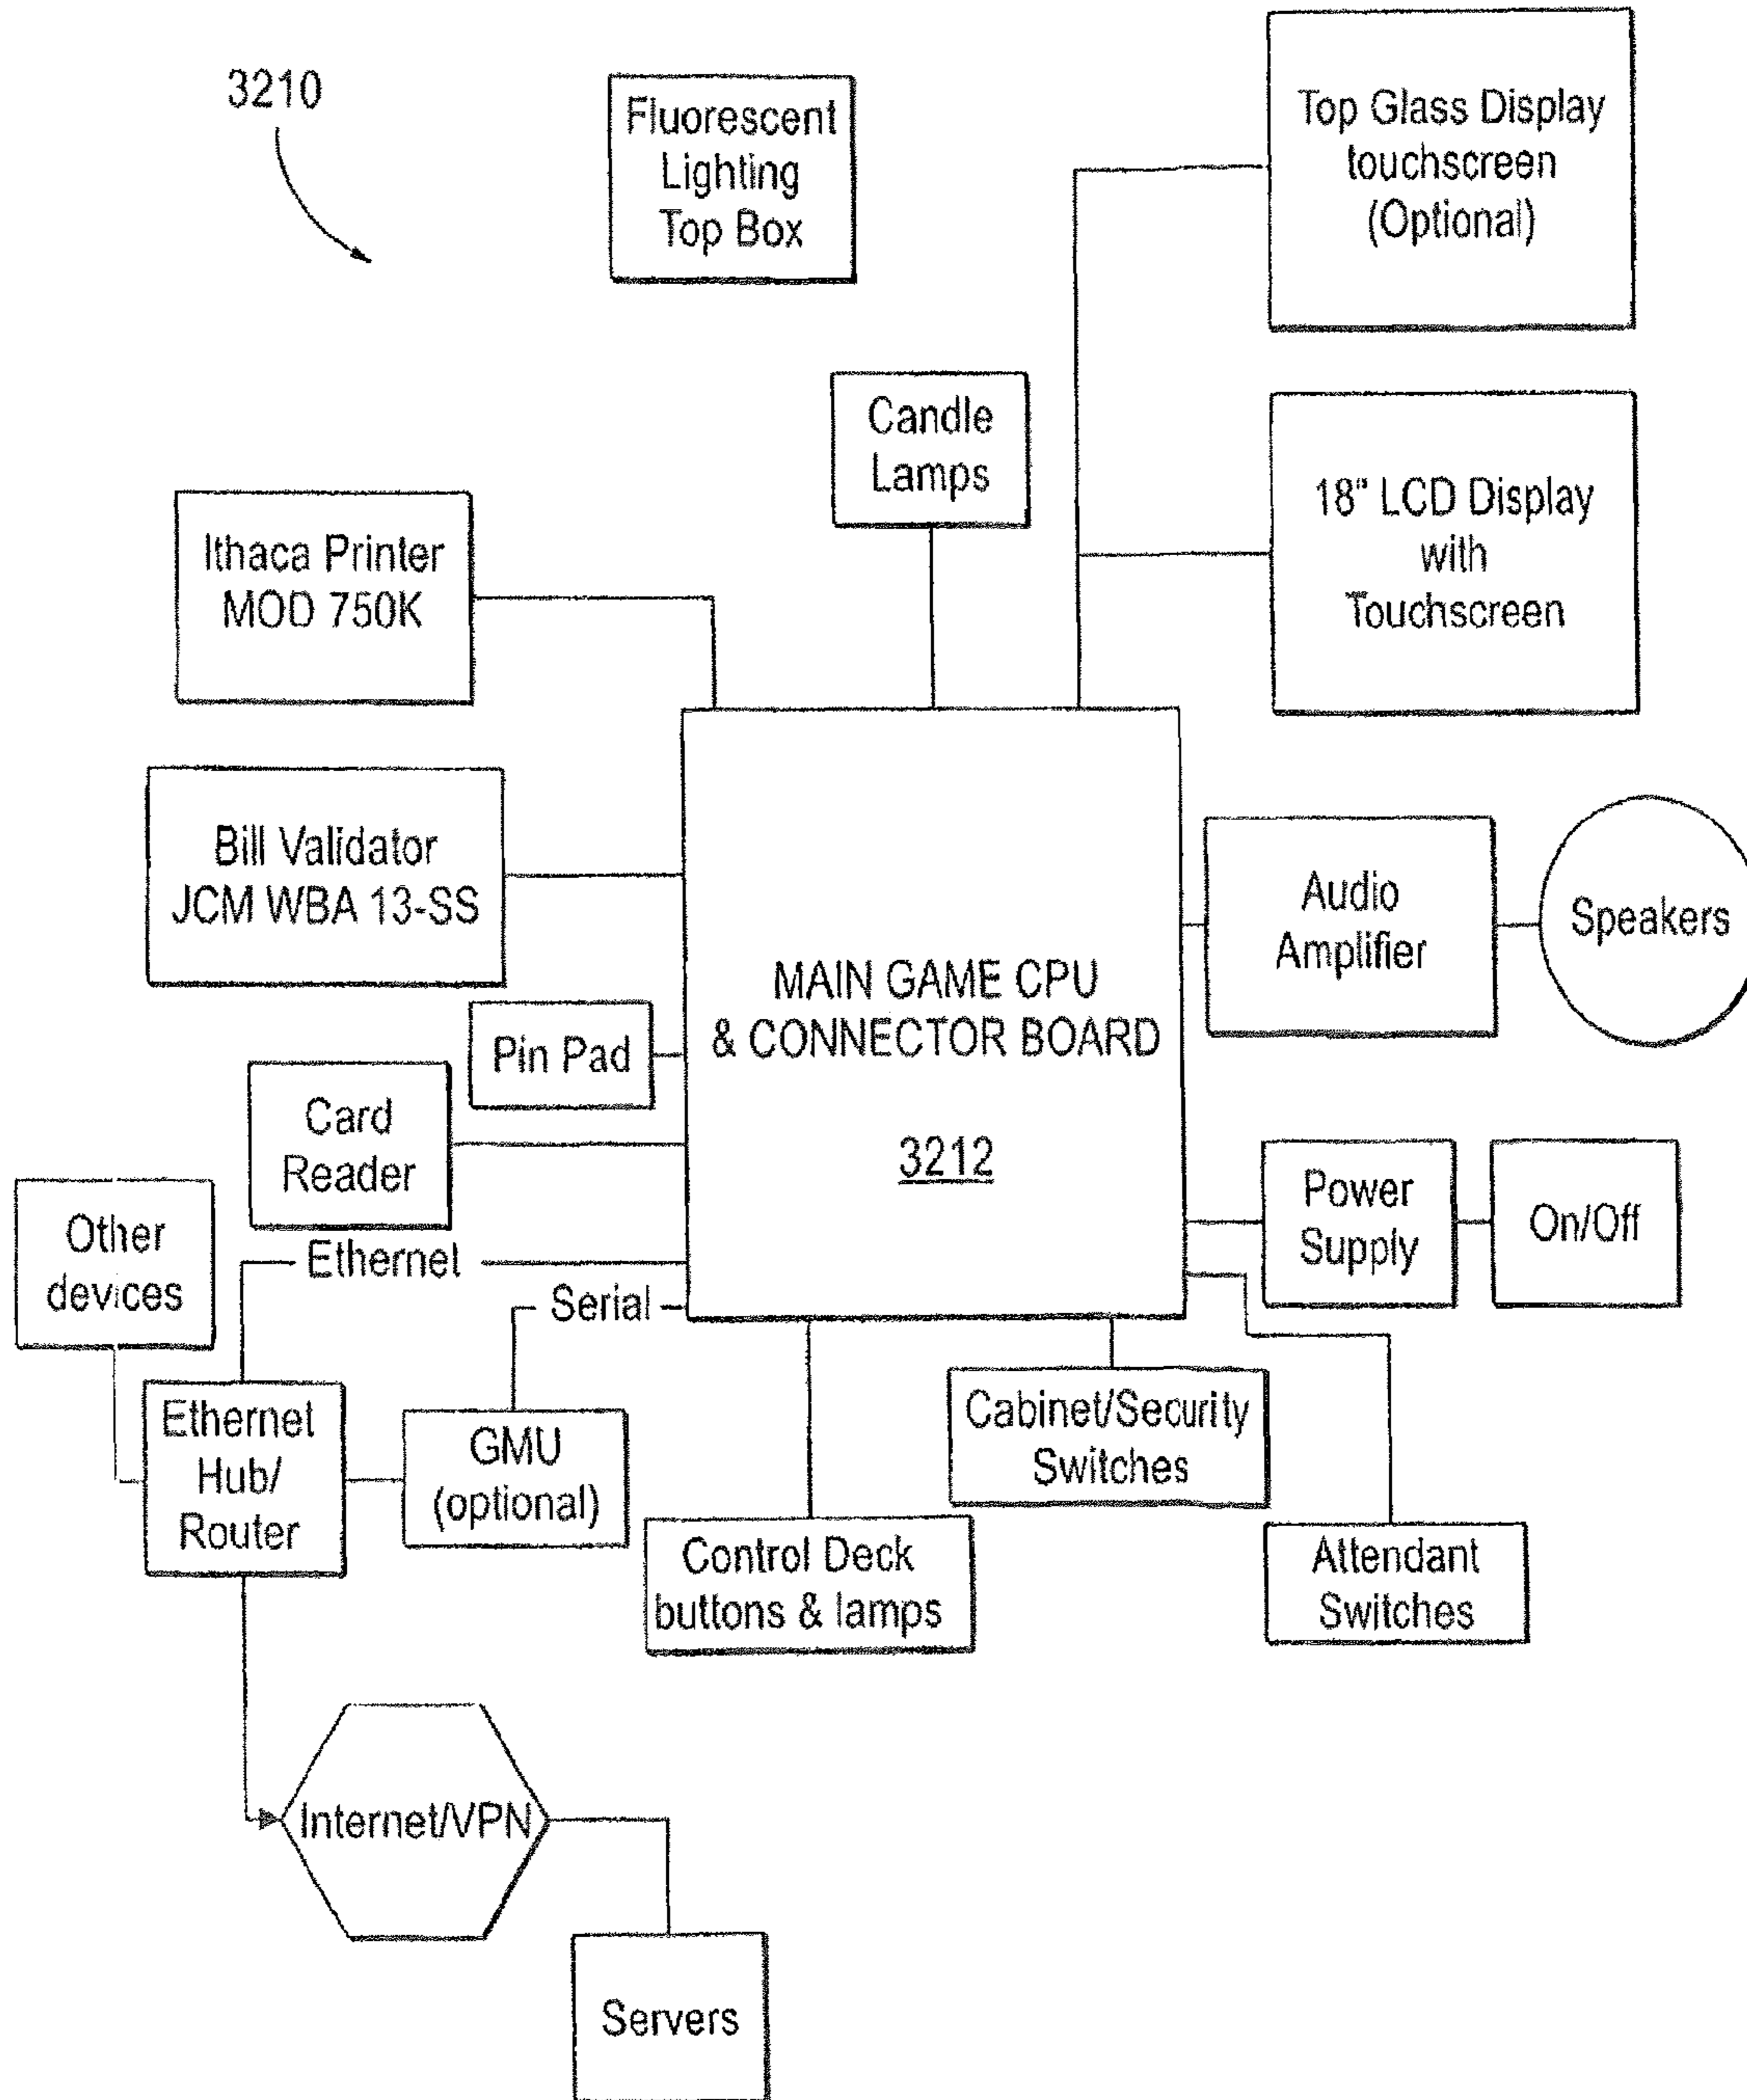 3210
Fluorescent
Lighting
Top Box
Top Glass Display
touchscreen
(Optional)
Candle
Lamps
18" LCD Display
with
Touchscreen
Ithaca Printer
MOD 750K
Bill Validator
JCM WBA 13-SS
MAIN GAME CPU
& CONNECTOR BOARD
3212
Audio
Amplifier
Speakers
Pin Pad
Card
Reader
Power
Supply
On/Off
Other
devices
Ethernet
Serial
Ethernet
Hub/
Router
GMU
(optional)
Cabinet/Security
Switches
Control Deck
buttons & lamps
Attendant
Switches
Internet/VPN
Servers